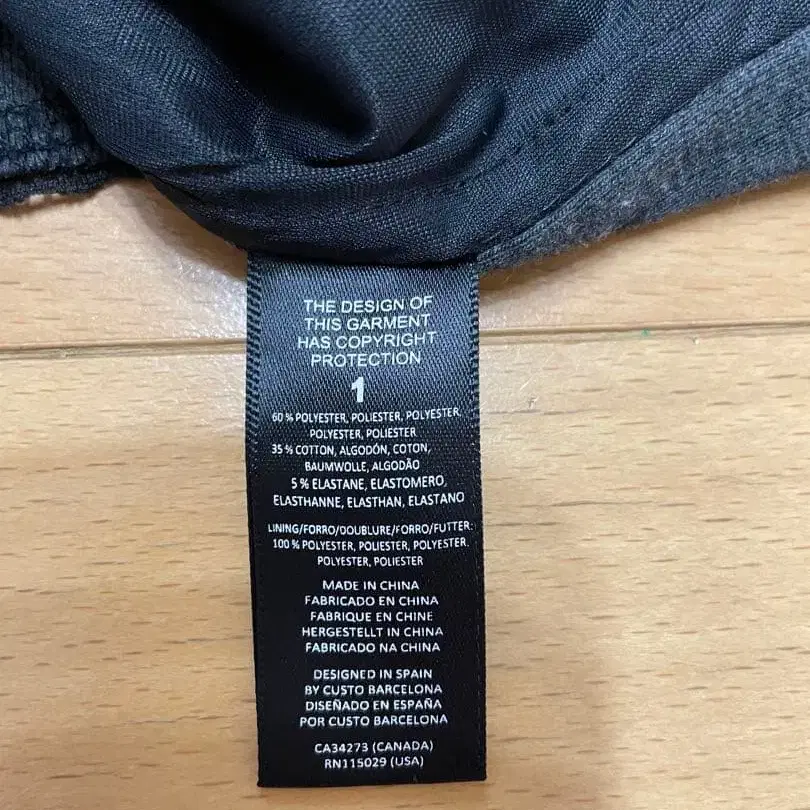 THE DESIGN OF
THIS GARMENT
HAS COPYRIGHT
PROTECTION
1
60 % POLYESTER, POLIESTER, POLYESTER,
POLYESTER, POLIESTER
35 % COTTON, ALGODÓN, COTON,
BAUMWOLLE, ALGODÃO
5 % ELASTANE, ELASTOMERO,
ELASTHANNE, ELASTHAN, ELASTANO
LINING/FORRO/DOUBLURE/FORRO/FUTTER:
100 % POLYESTER, POLIESTER, POLYESTER.
POLYESTER, POLIESTER
MADE IN CHINA
FABRICADO EN CHINA
FABRIQUE EN CHINE
HERGESTELLT IN CHINA
FABRICADO NA CHINA
DESIGNED IN SPAIN
BY CUSTO BARCELONA
DISEÑADO EN ESPAÑA
POR CUSTO BARCELONA
CA34273 (CANADA)
RN115029 (USA)